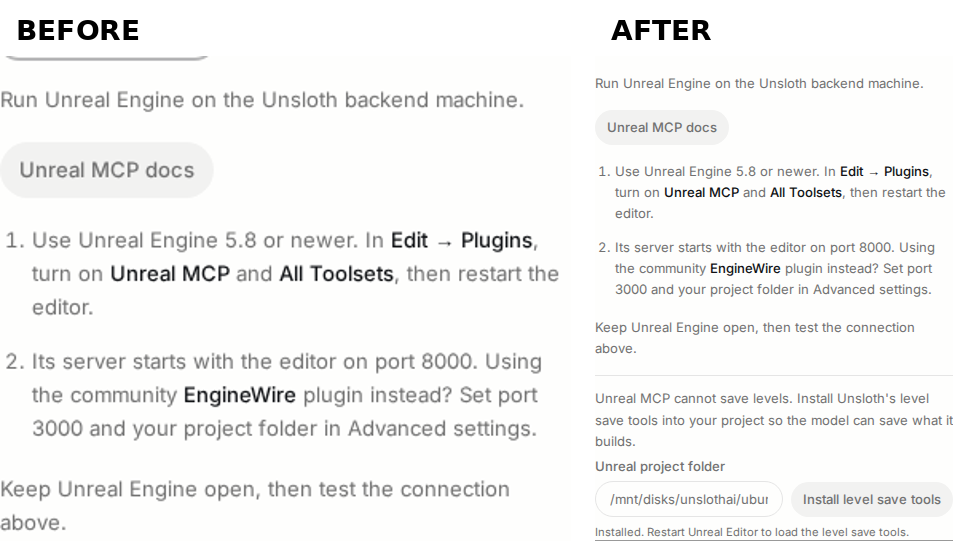 BEFORE
Run Unreal Engine on the Unsloth backend machine.
Unreal MCP docs
1. Use Unreal Engine 5.8 or newer. In Edit → Plugins,
turn on Unreal MCP and All Toolsets, then restart the
editor.
2. Its server starts with the editor on port 8000. Using
the community EngineWire plugin instead? Set port
3000 and your project folder in Advanced settings.
Keep Unreal Engine open, then test the connection
above.
AFTER
Run Unreal Engine on the Unsloth backend machine.
Unreal MCP docs
1. Use Unreal Engine 5.8 or newer. In Edit → Plugins,
turn on Unreal MCP and All Toolsets, then restart the
editor.
2. Its server starts with the editor on port 8000. Using
the community EngineWire plugin instead? Set port
3000 and your project folder in Advanced settings.
Keep Unreal Engine open, then test the connection
above.
Unreal MCP cannot save levels. Install Unsloth's level
save tools into your project so the model can save what it
builds.
Unreal project folder
/mnt/disks/unslothai/ubun
Install level save tools
Installed. Restart Unreal Editor to load the level save tools.